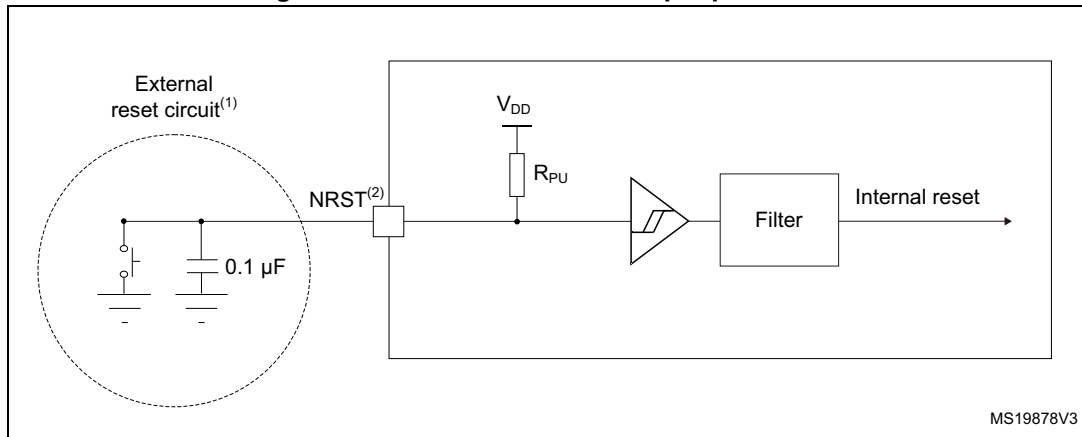 External
reset circuit(1)
VDD
RPU
NRST(2)
Filter
Internal reset
0.1 µF
MS19878V3